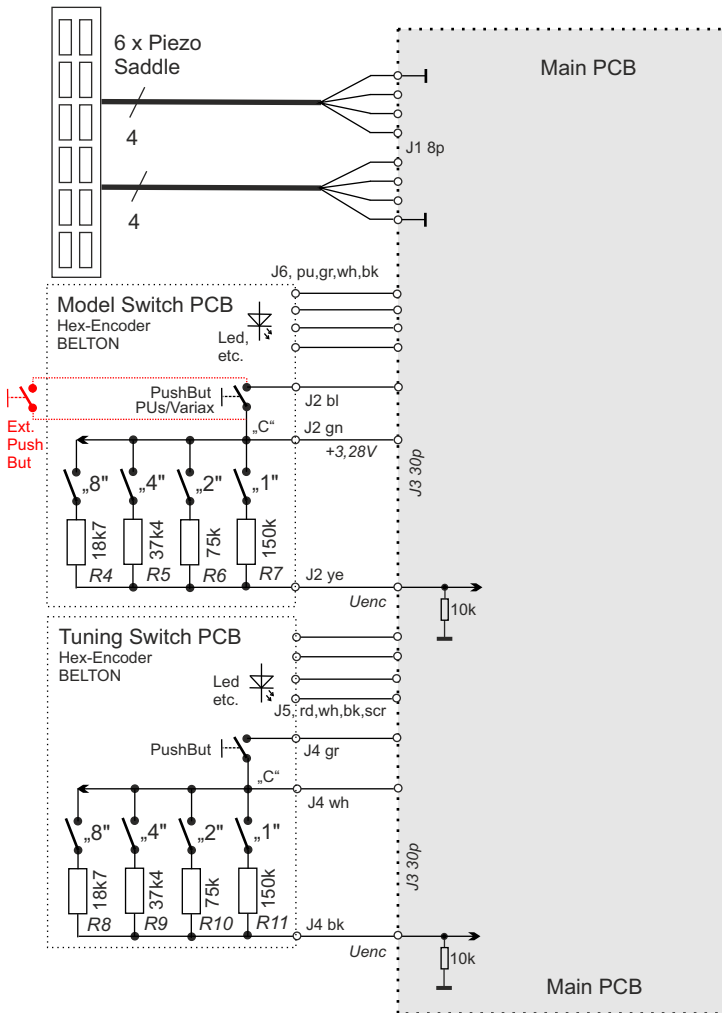 6 x Piezo
Saddle
Main PCB
4
J1 8p
4
J6, pu,gr,wh,bk
Model Switch PCB
Hex-Encoder
BELTON
Led,
etc.
PushBut
PUs/Variax
J2 bl
Ext.
Push
But
„C“
J2 gn
+3,28V
J3 30p
„8"
„4"
„2"
„1"
18k7
37k4
75k
150k
R4
R5
R6
R7
J2 ye
Uenc
10k
Tuning Switch PCB
Hex-Encoder
BELTON
Led
etc.
J5, rd,wh,bk,scr
PushBut
J4 gr
„C“
J4 wh
„8"
„4"
„2"
„1"
J3 30p
18k7
37k4
75k
150k
R8
R9
R10
R11
J4 bk
Uenc
10k
Main PCB